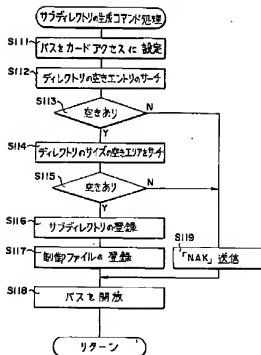 サブディレクトリの生成コマンド処理
S111
バスをカードアクセスに設定
S112
ディレクトリの空きエントリのサーチ
S113
空きあり
N
Y
S114
ディレクトリのサイズの空きエリアをサーチ
S115
空きあり
N
Y
S116
サブディレクトリの登録
S119
S117
制御ファイルの登録
「NAK」送信
S118
バスを開放
リターン